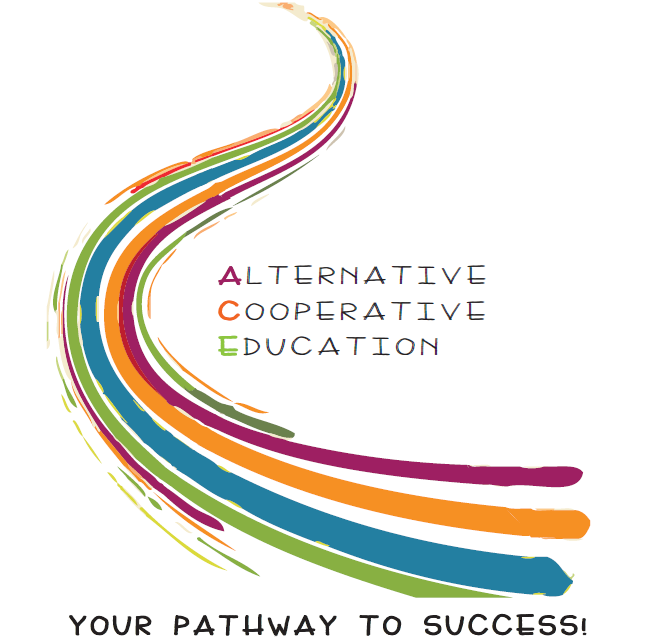 ALTERNATIVE
COOPERATIVE
EDUCATION
YOUR PATHWAY TO SUCCESS!